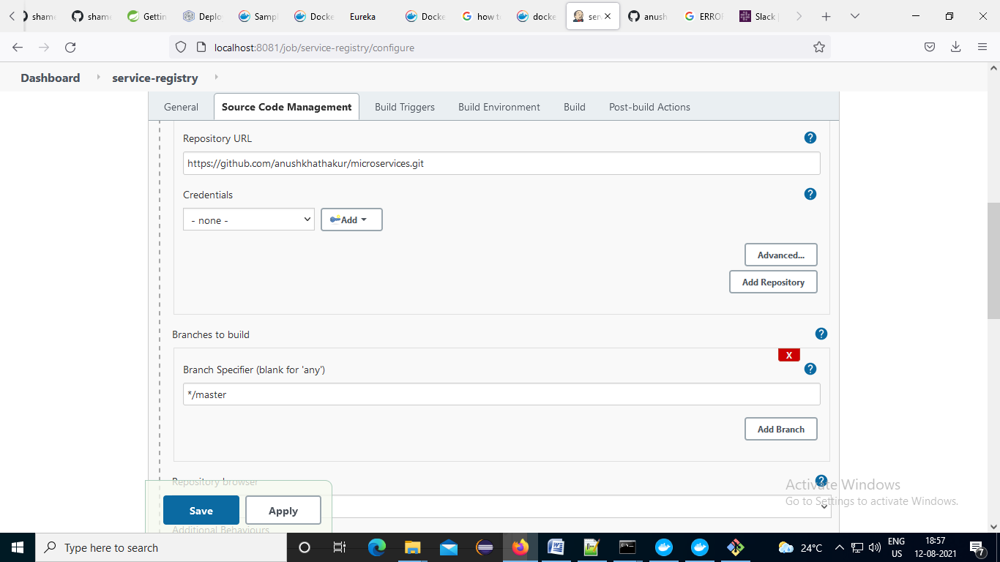 shame
shame
Gettin
Deplo
Sampl
Docke
Eureka
Docke
how to
docke
ser
anush
ERROR
Slack
localhost:8081/job/service-registry/configure
Dashboard service-registry
General Source Code Management Build Triggers Build Environment Build Post-build Actions
Repository URL
https://github.com/anushkhathakur/microservices.git
Credentials
- none - Add
Advanced...
Add Repository
Branches to build
X
Branch Specifier (blank for 'any')
*/master
Add Branch
Repository browser
Activate Windows
Go to Settings to activate Windows.
Save Apply
Additional Behaviours
Type here to search
24°C
ENG
US
18:57
12-08-2021
7